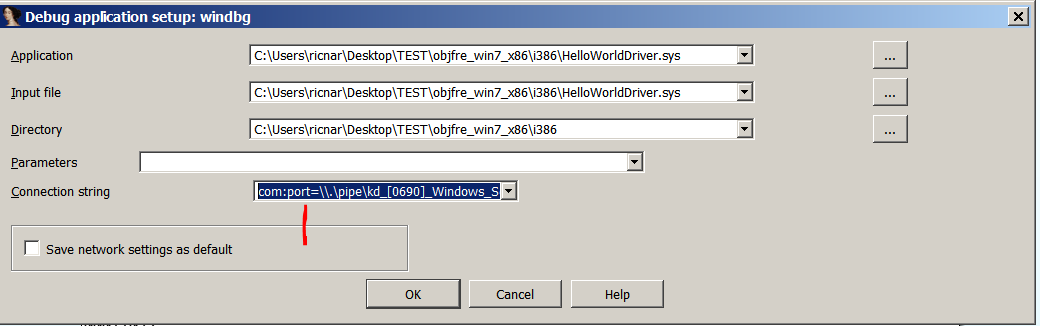 Debug application setup: windbg
Application C:\Users\ricnar\Desktop\TEST\objfre_win7_x86\i386\HelloWorldDriver.sys ...
Input file C:\Users\ricnar\Desktop\TEST\objfre_win7_x86\i386\HelloWorldDriver.sys ...
Directory C:\Users\ricnar\Desktop\TEST\objfre_win7_x86\i386 ...
Parameters
Connection string com:port=\\.\pipe\kd_[0690]_Windows_S
Save network settings as default
OK Cancel Help